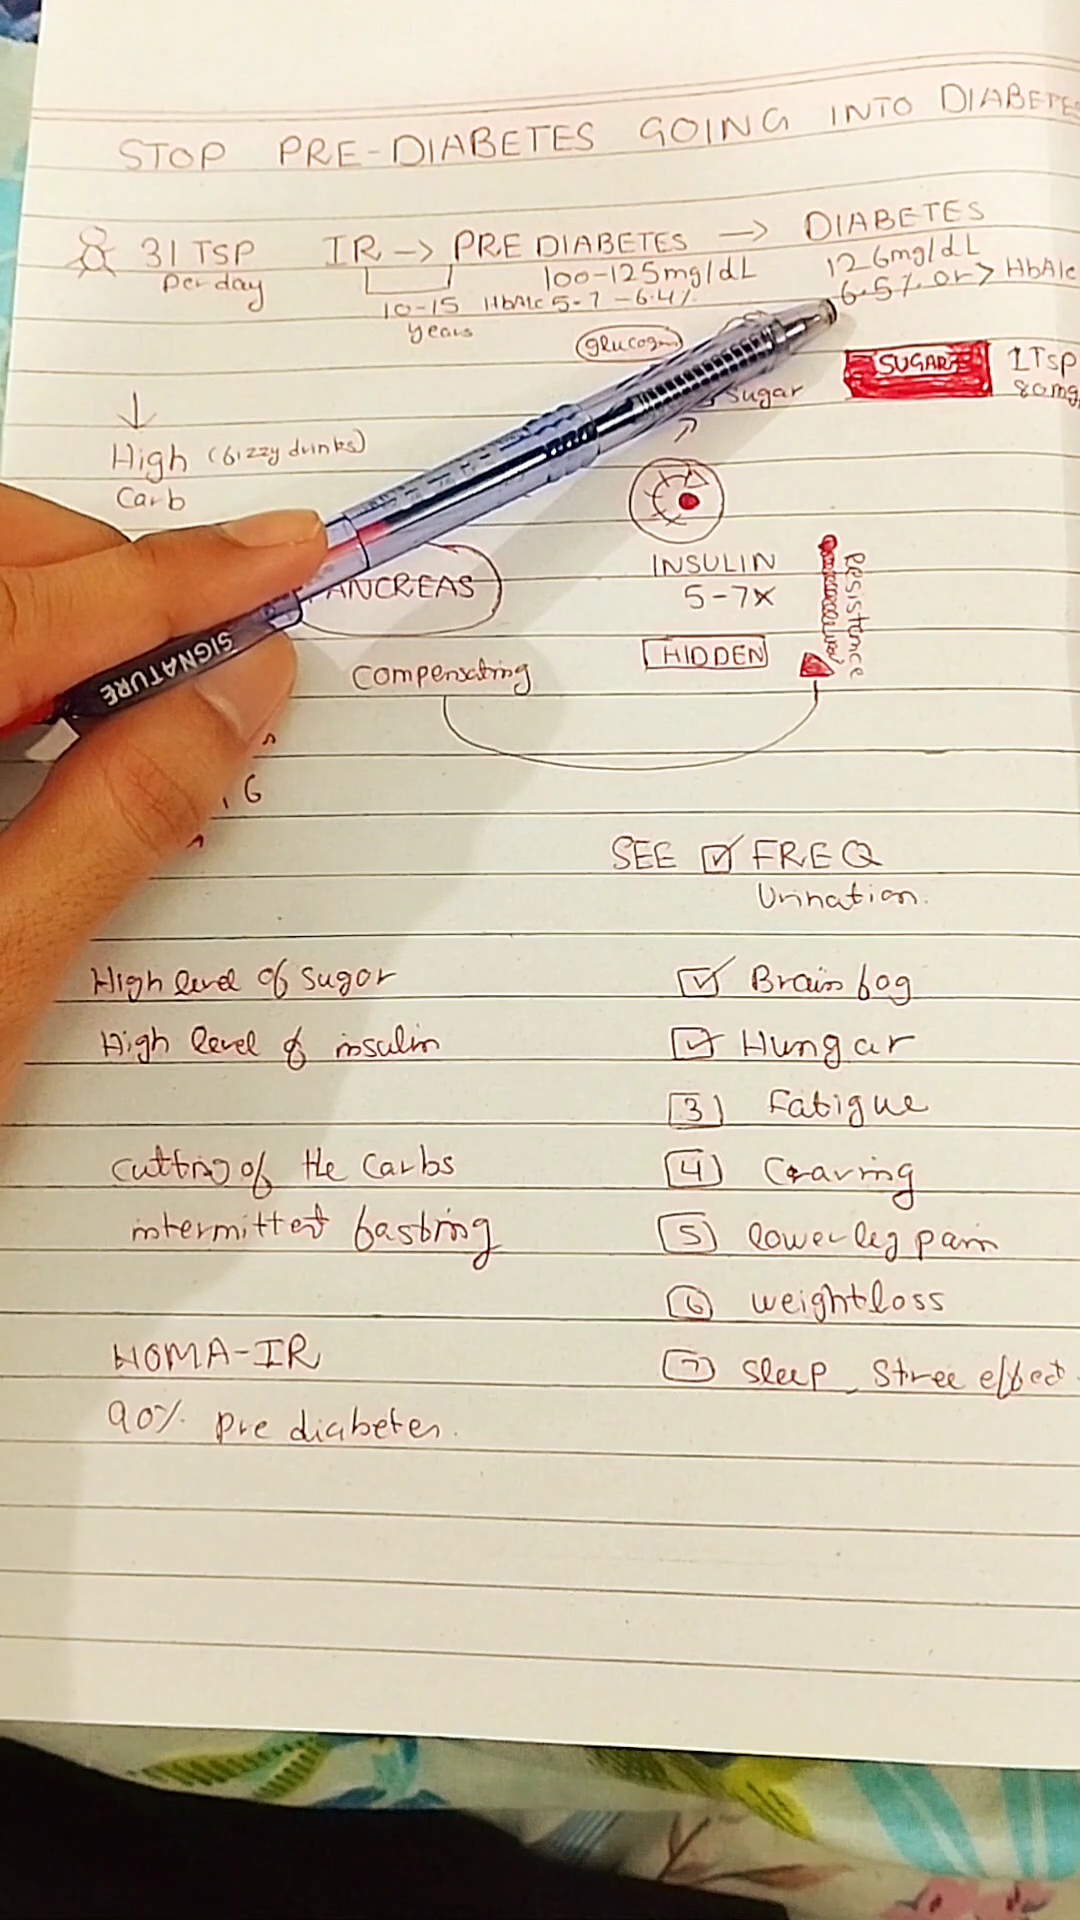 STOP PRE-DIABETES GOING INTO DIABETES
31 TSP
Per day
IR → PRE DIABETES → DIABETES
100-125mg/dL
126mg/dL
10-15
years
HbA1c 5.7-6.4%
6.5% or > HbA1c
glucogn
SUGAR
1 Tsp
80mg
Sugar
↓
High (fizzy drinks)
Carb
ANCREAS
INSULIN
5-7x
HIDDEN
Resistence
Compensating
SIGNATURE
, G
SEE ☑ FREQ
Urination.
High level of sugar
High level of insulin
☑ Brain fog
☑ Hungar
3 Fatigue
cutting of the carbs
intermittent fasting
4 Craving
5 lower leg pain
6 weightloss
HOMA-IR
90% pre diabetes.
7 Sleep, Stree effect